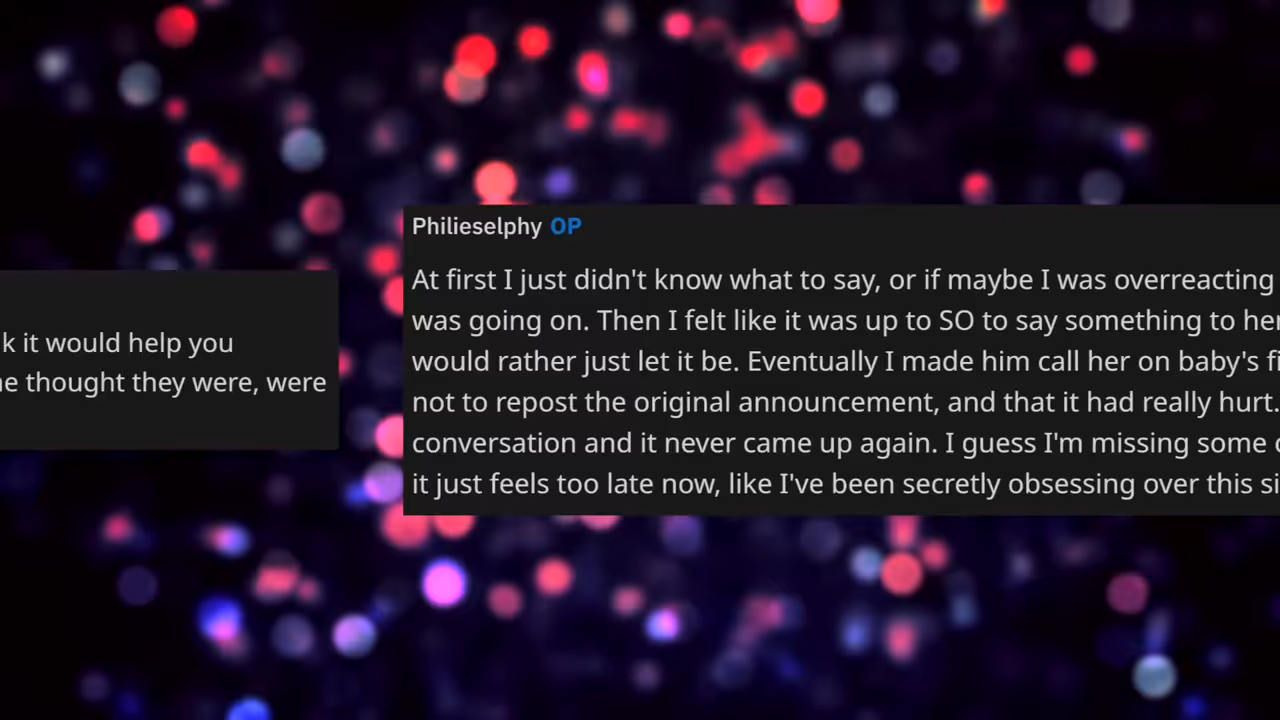 k it would help you
thought they were, were
Philieselphy OP
At first I just didn't know what to say, or if maybe I was overreacting
was going on. Then I felt like it was up to SO to say something to her
would rather just let it be. Eventually I made him call her on baby's fi
not to repost the original announcement, and that it had really hurt.
conversation and it never came up again. I guess I'm missing some
it just feels too late now, like I've been secretly obsessing over this si